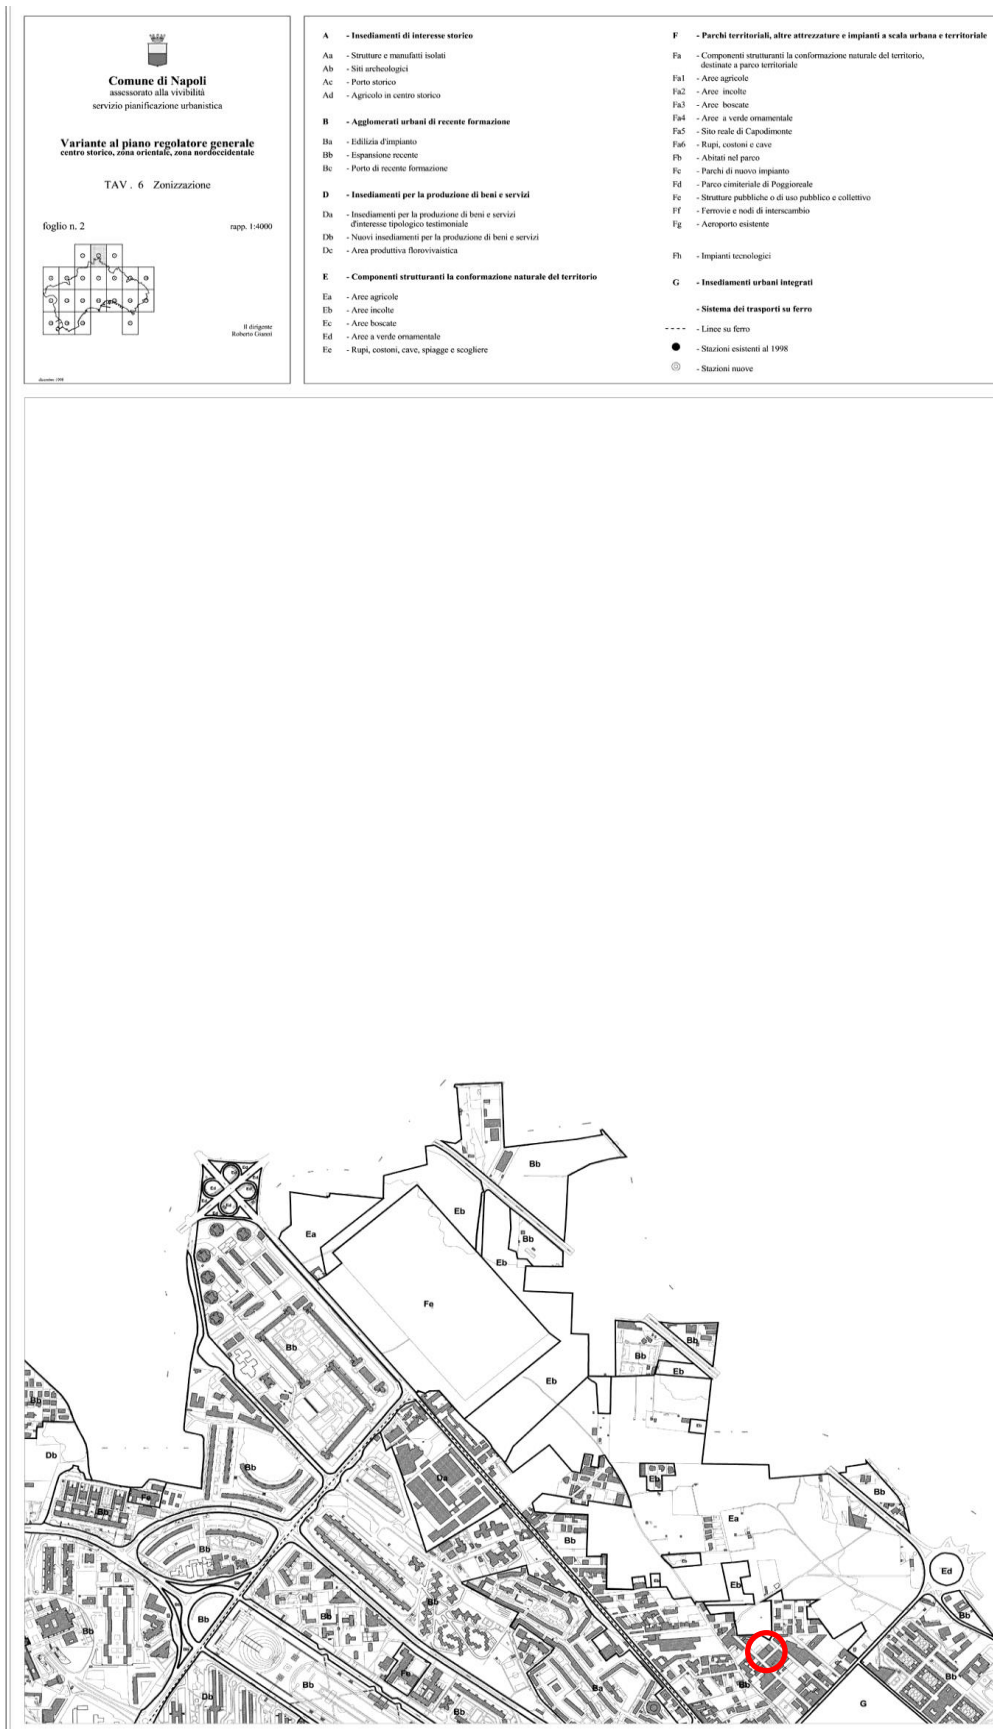 Comune di Napoli
assessorato alla vivibilità
servizio pianificazione urbanistica
Variante al piano regolatore generale
centro storico, zona orientale, zona nordoccidentale
TAV . 6 Zonizzazione
foglio n. 2
rapp. 1:4000
Il dirigente
Roberto Gianni
dicembre 1998
A - Insediamenti di interesse storico
Aa - Strutture e manufatti isolati
Ab - Siti archeologici
Ac - Porto storico
Ad - Agricolo in centro storico
B - Agglomerati urbani di recente formazione
Ba - Edilizia d'impianto
Bb - Espansione recente
Bc - Porto di recente formazione
D - Insediamenti per la produzione di beni e servizi
Da - Insediamenti per la produzione di beni e servizi
d'interesse tipologico testimoniale
Db - Nuovi insediamenti per la produzione di beni e servizi
Dc - Area produttiva florovivaistica
E - Componenti strutturanti la conformazione naturale del territorio
Ea - Aree agricole
Eb - Aree incolte
Ec - Aree boscate
Ed - Aree a verde ornamentale
Ee - Rupi, costoni, cave, spiagge e scogliere
F - Parchi territoriali, altre attrezzature e impianti a scala urbana e territoriale
Fa - Componenti strutturanti la conformazione naturale del territorio,
destinate a parco territoriale
Fa1 - Aree agricole
Fa2 - Aree incolte
Fa3 - Aree boscate
Fa4 - Aree a verde ornamentale
Fa5 - Sito reale di Capodimonte
Fa6 - Rupi, costoni e cave
Fb - Abitati nel parco
Fc - Parchi di nuovo impianto
Fd - Parco cimiteriale di Poggioreale
Fe - Strutture pubbliche o di uso pubblico e collettivo
Ff - Ferrovie e nodi di interscambio
Fg - Aeroporto esistente
Fh - Impianti tecnologici
G - Insediamenti urbani integrati
- Sistema dei trasporti su ferro
- Linee su ferro
- Stazioni esistenti al 1998
- Stazioni nuove
Bb
Eb
Ea
Bb
Eb
Fe
Bb
Bb
Bb
Eb
Eb
Bb
Db
Bb
Da
Eb
Bb
Fe
Bb
Ea
Bb
Bb
Ed
Eb
Bb
Bb
Bb
Bb
Bb
Bb
Fe
Bb
Db
Bb
Ba
Bb
Bb
G